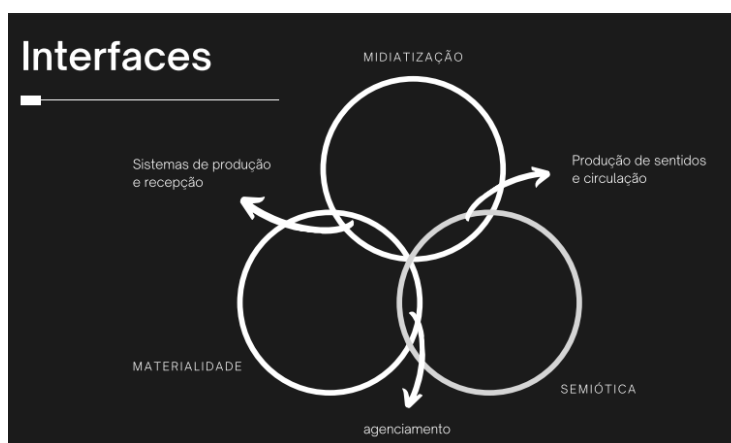 Interfaces
MIDIATIZAÇÃO
Sistemas de produção
e recepção
Produção de sentidos
e circulação
MATERIALIDADE
SEMIÓTICA
agenciamento